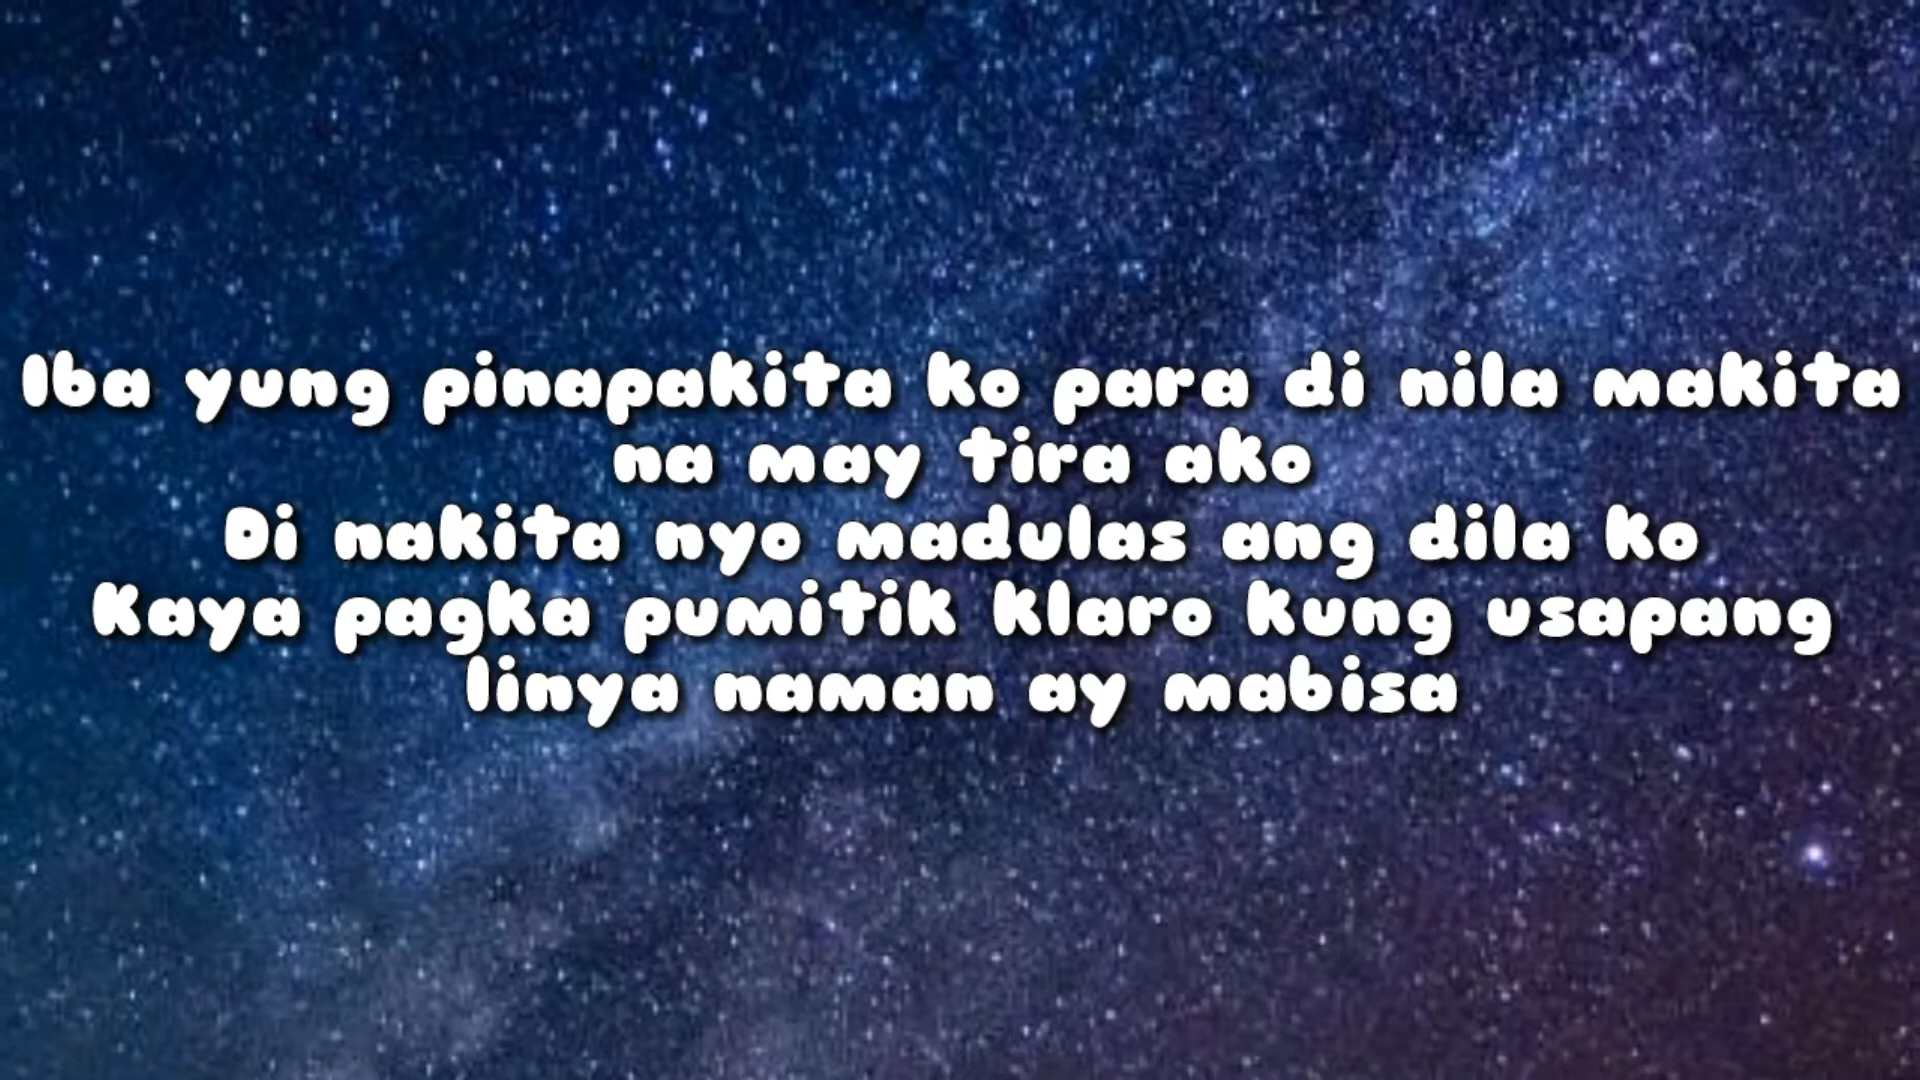 Iba yung pinapakita ko para di nila makita
na may tira ako
Di nakita nyo madulas ang dila ko
Kaya pagka pumitik klaro kung usapang
linya naman ay mabisa